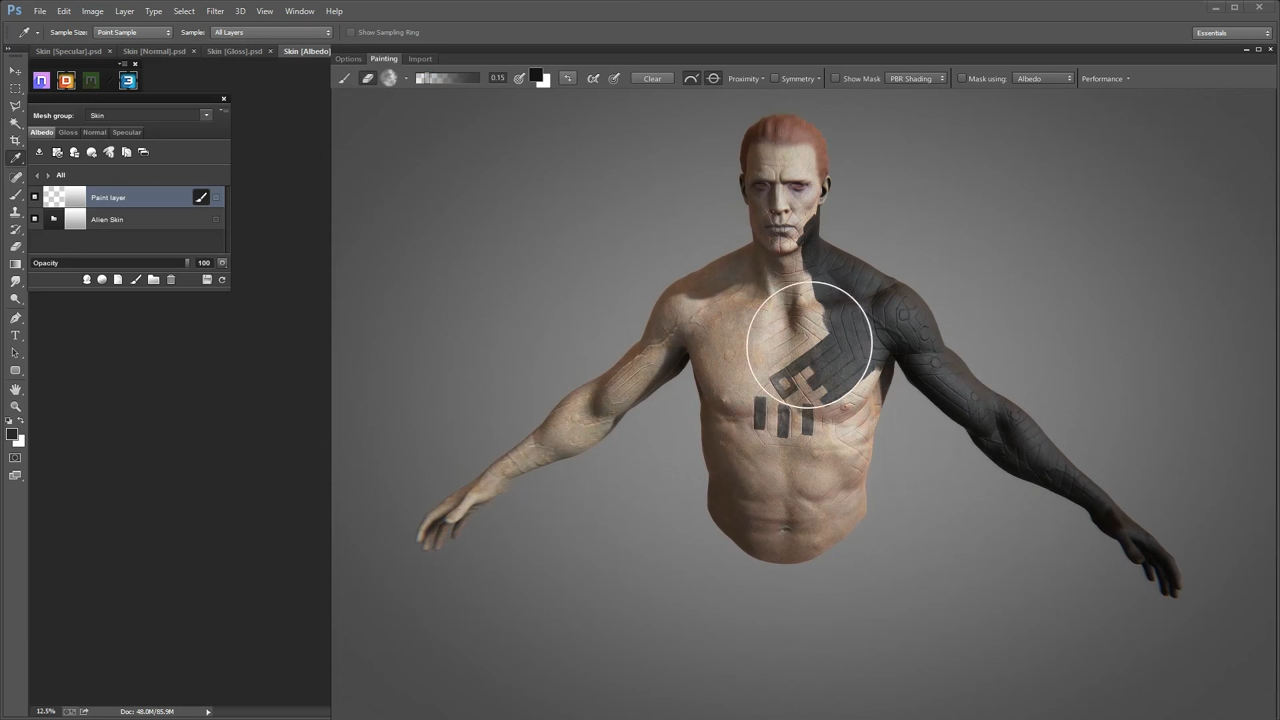 Ps File Edit Image Layer Type Select Filter 3D View Window Help
Sample Size: Point Sample Sample: All Layers Show Sampling Ring Essentials
Skin [Specular].psd × Skin [Normal].psd × Skin [Gloss].psd × Skin [Albedo]
Options Painting Import
0.15 Clear Proximity Symmetry Show Mask PBR Shading Mask using: Albedo Performance
Mesh group: Skin
Albedo Gloss Normal Specular
All
Paint layer
Alien Skin
Opacity 100
12.5% Doc: 48.0M/85.9M